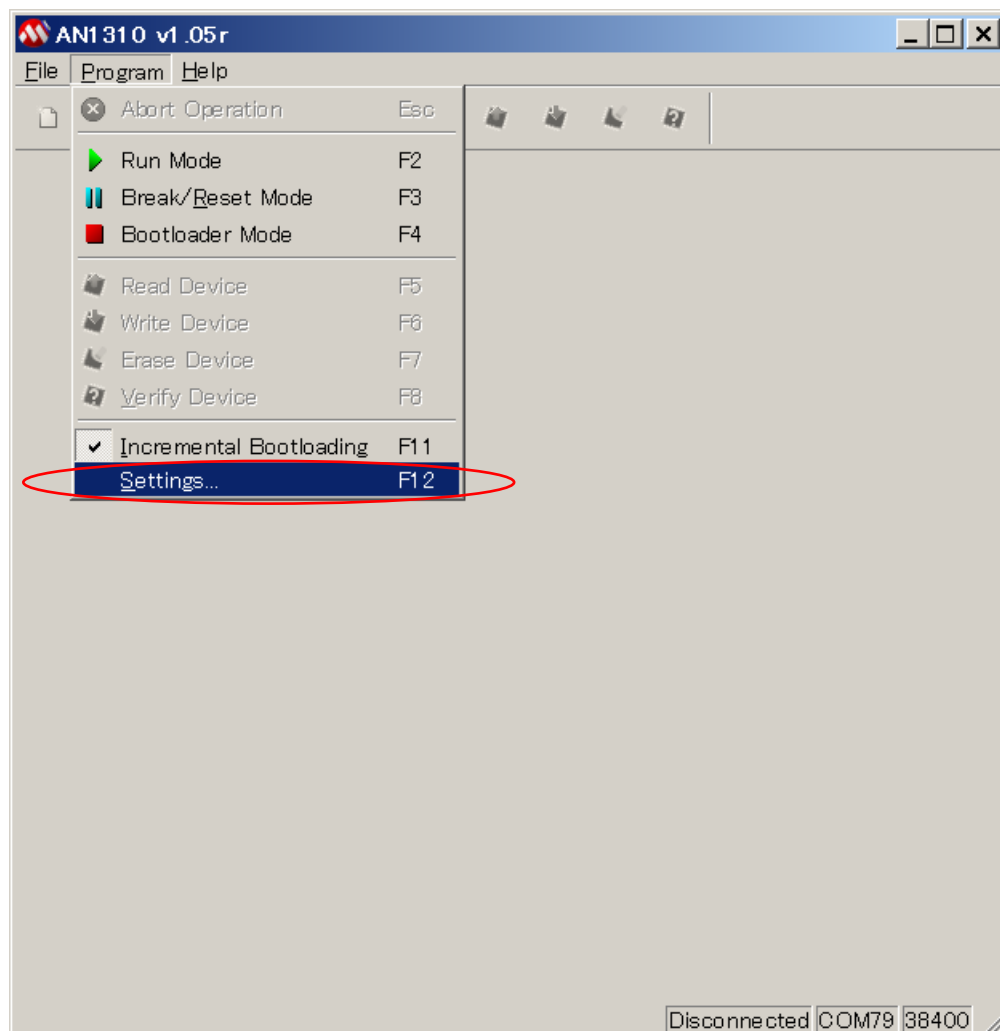 AN1310 v1.05r
File Program Help
Abort Operation Esc
Run Mode F2
Break/Reset Mode F3
Bootloader Mode F4
Read Device F5
Write Device F6
Erase Device F7
Verify Device F8
Incremental Bootloading F11
Settings... F12
Disconnected COM79 38400